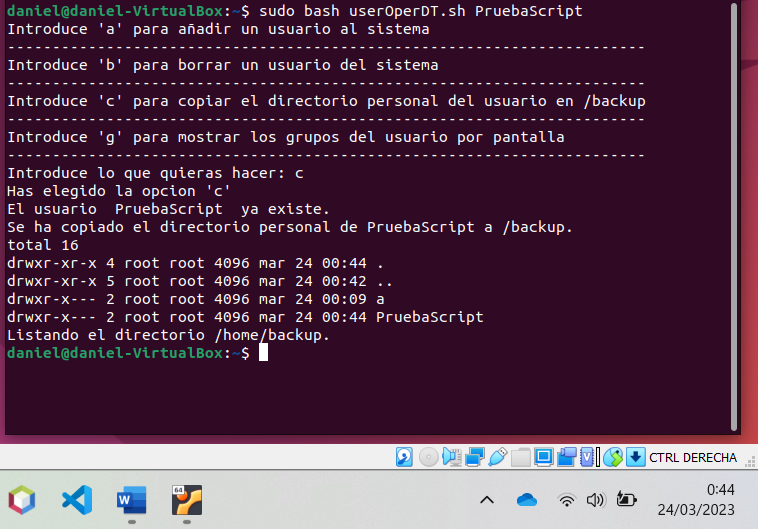 daniel@daniel-VirtualBox:~$ sudo bash userOperDT.sh PruebaScript
Introduce 'a' para añadir un usuario al sistema
-----------------------------------------------------------------------
Introduce 'b' para borrar un usuario del sistema
-----------------------------------------------------------------------
Introduce 'c' para copiar el directorio personal del usuario en /backup
-----------------------------------------------------------------------
Introduce 'g' para mostrar los grupos del usuario por pantalla
-----------------------------------------------------------------------
Introduce lo que quieras hacer: c
Has elegido la opcion 'c'
El usuario  PruebaScript  ya existe.
Se ha copiado el directorio personal de PruebaScript a /backup.
total 16
drwxr-xr-x 4 root root 4096 mar 24 00:44 .
drwxr-xr-x 5 root root 4096 mar 24 00:42 ..
drwxr-x--- 2 root root 4096 mar 24 00:09 a
drwxr-x--- 2 root root 4096 mar 24 00:44 PruebaScript
Listando el directorio /home/backup.
daniel@daniel-VirtualBox:~$
CTRL DERECHA
64
W
0:44
24/03/2023